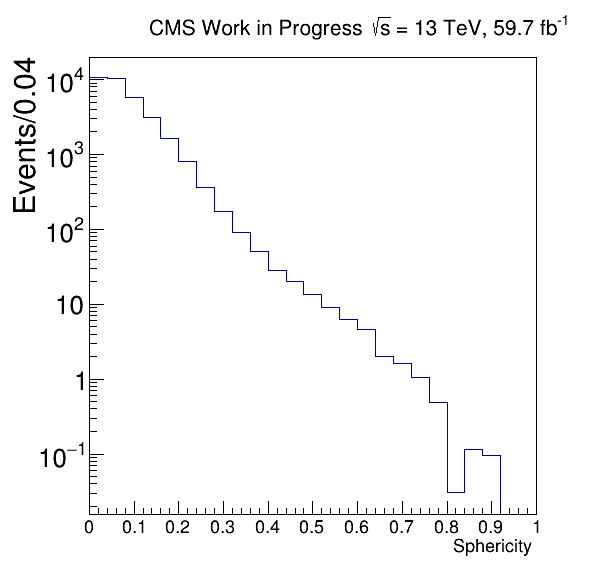 CMS Work in Progress √s = 13 TeV, 59.7 fb⁻¹
Events/0.04
10⁴
10³
10²
10
1
10⁻¹
0 0.1 0.2 0.3 0.4 0.5 0.6 0.7 0.8 0.9 1
Sphericity